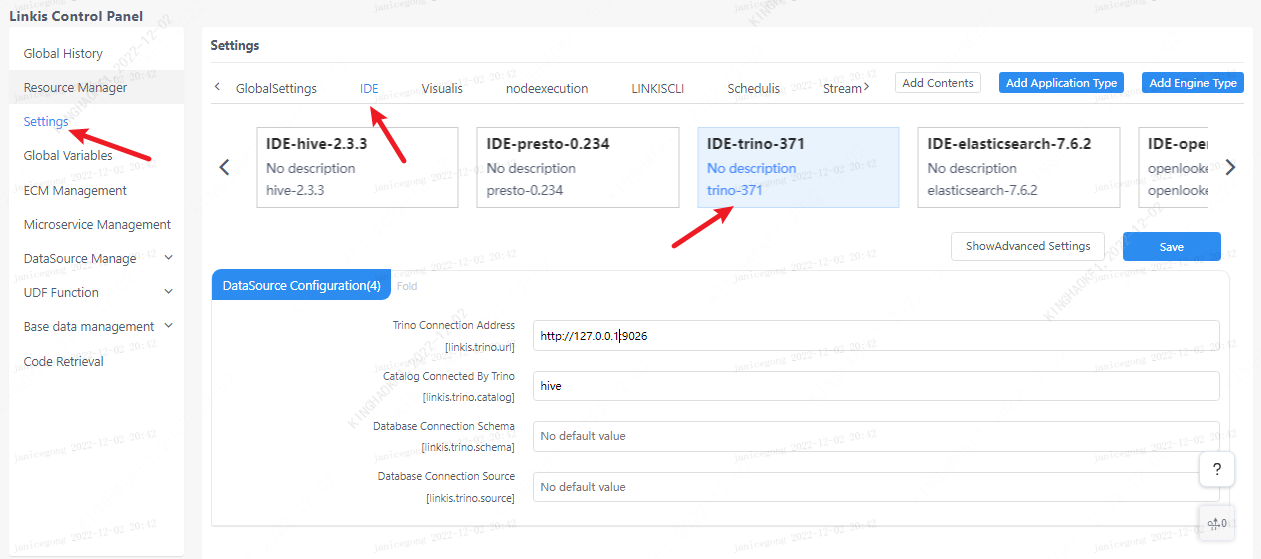 Linkis Control Panel
Global History
Resource Manager
Settings
Global Variables
ECM Management
Microservice Management
DataSource Manage
UDF Function
Base data management
Code Retrieval
Settings
GlobalSettings IDE Visualis nodeexecution LINKISCLI Schedulis Stream Add Contents Add Application Type Add Engine Type
IDE-hive-2.3.3
No description
hive-2.3.3
IDE-presto-0.234
No description
presto-0.234
IDE-trino-371
No description
trino-371
IDE-elasticsearch-7.6.2
No description
elasticsearch-7.6.2
IDE-oper
openlooke
openlooke
ShowAdvanced Settings Save
DataSource Configuration(4) Fold
Trino Connection Address
[linkis.trino.url]
http://127.0.0.1:9026
Catalog Connected By Trino
[linkis.trino.catalog]
hive
Database Connection Schema
[linkis.trino.schema]
No default value
Database Connection Source
[linkis.trino.source]
No default value
?
janicegong 2022-12-02 20:42